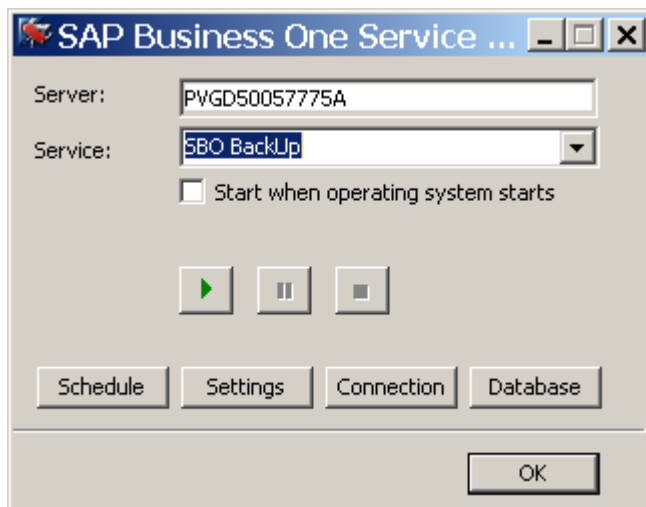 SAP Business One Service ...
Server: PVGD50057775A
Service: SBO BackUp
Start when operating system starts
Schedule Settings Connection Database
OK